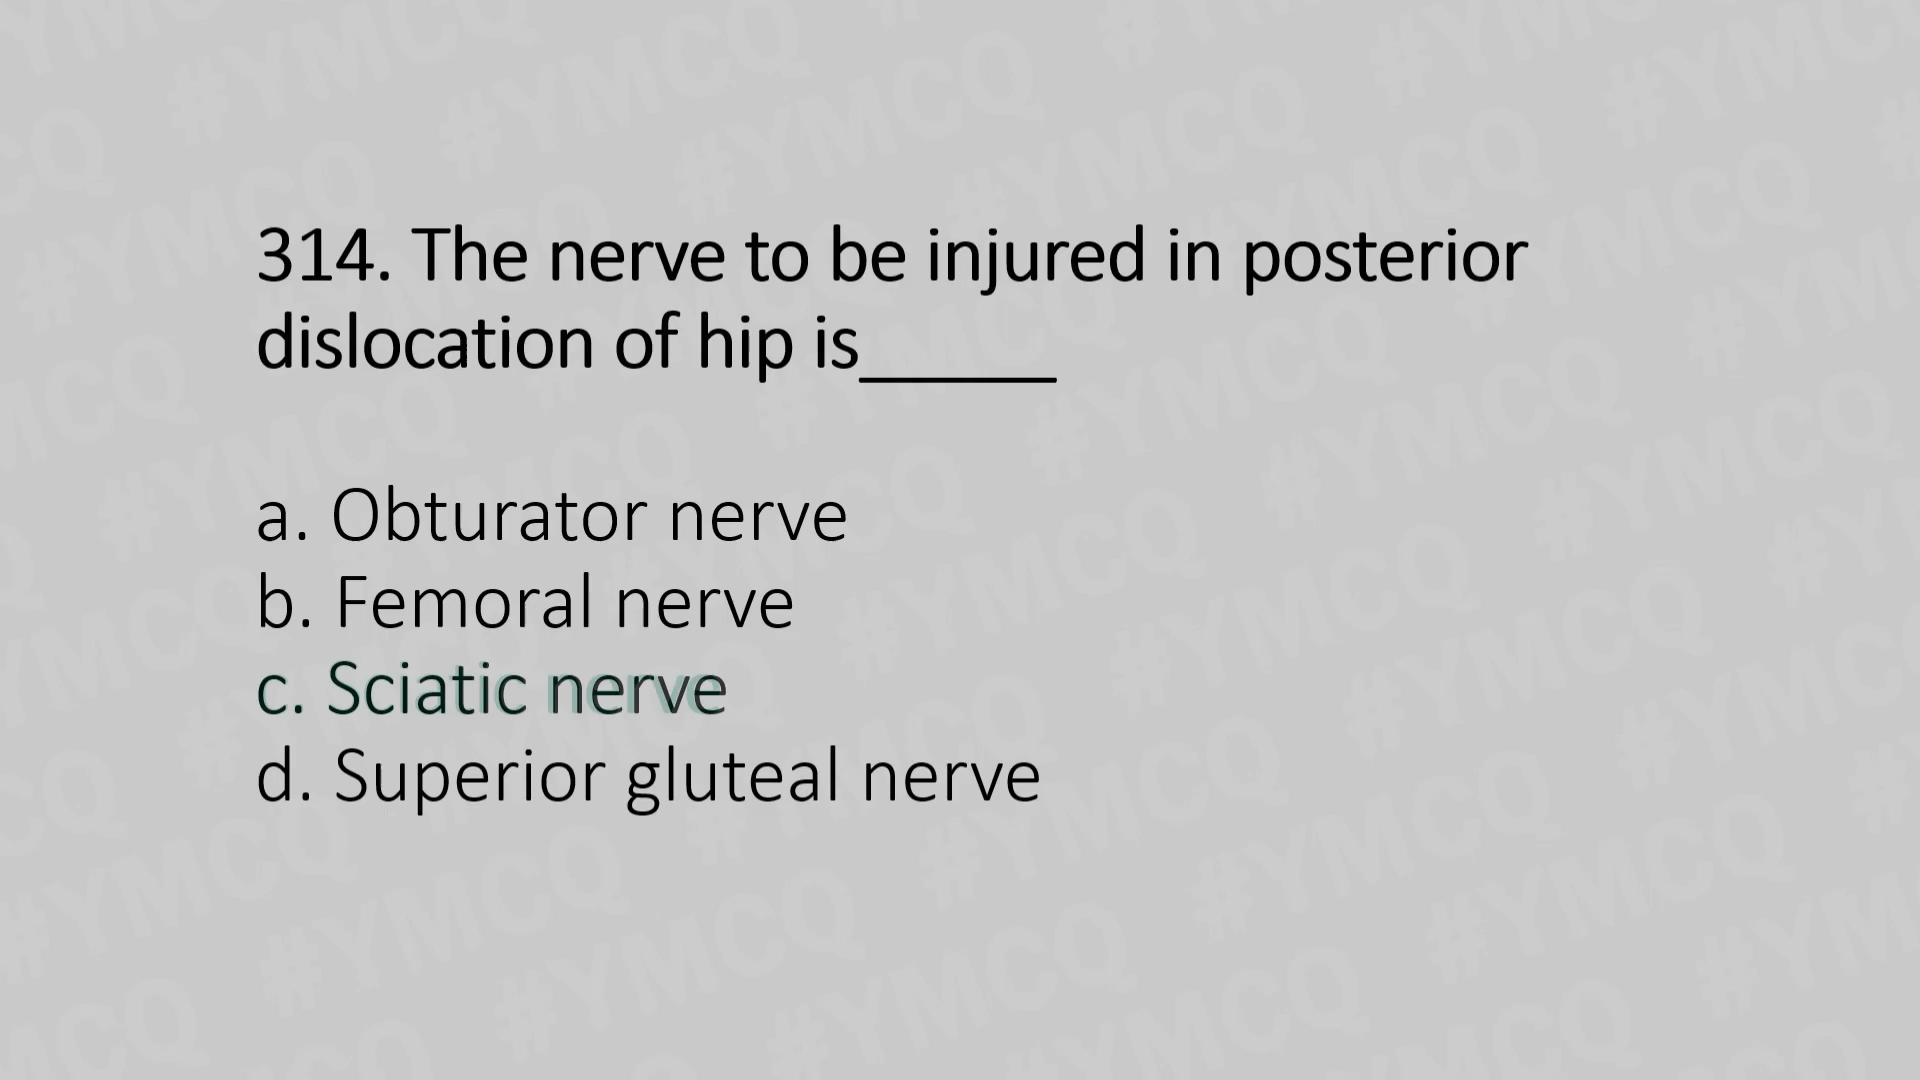 314. The nerve to be injured in posterior
dislocation of hip is_____
a. Obturator nerve
b. Femoral nerve
c. Sciatic nerve
d. Superior gluteal nerve
#YMCQ